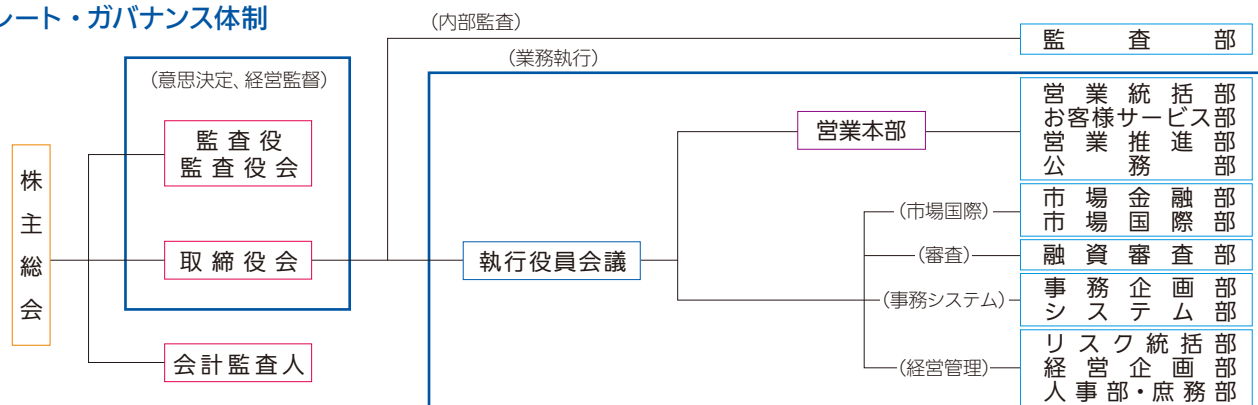 レート・ガバナンス体制
(内部監査)
監査部
(業務執行)
(意思決定、経営監督)
営業統括部
お客様サービス部
営業推進部
公務部
営業本部
監査役
監査役会
株主総会
市場金融部
市場国際部
(市場国際)
取締役会
執行役員会議
(審査)
融資審査部
(事務システム)
事務企画部
システム部
会計監査人
(経営管理)
リスク統括部
経営企画部
人事部・庶務部